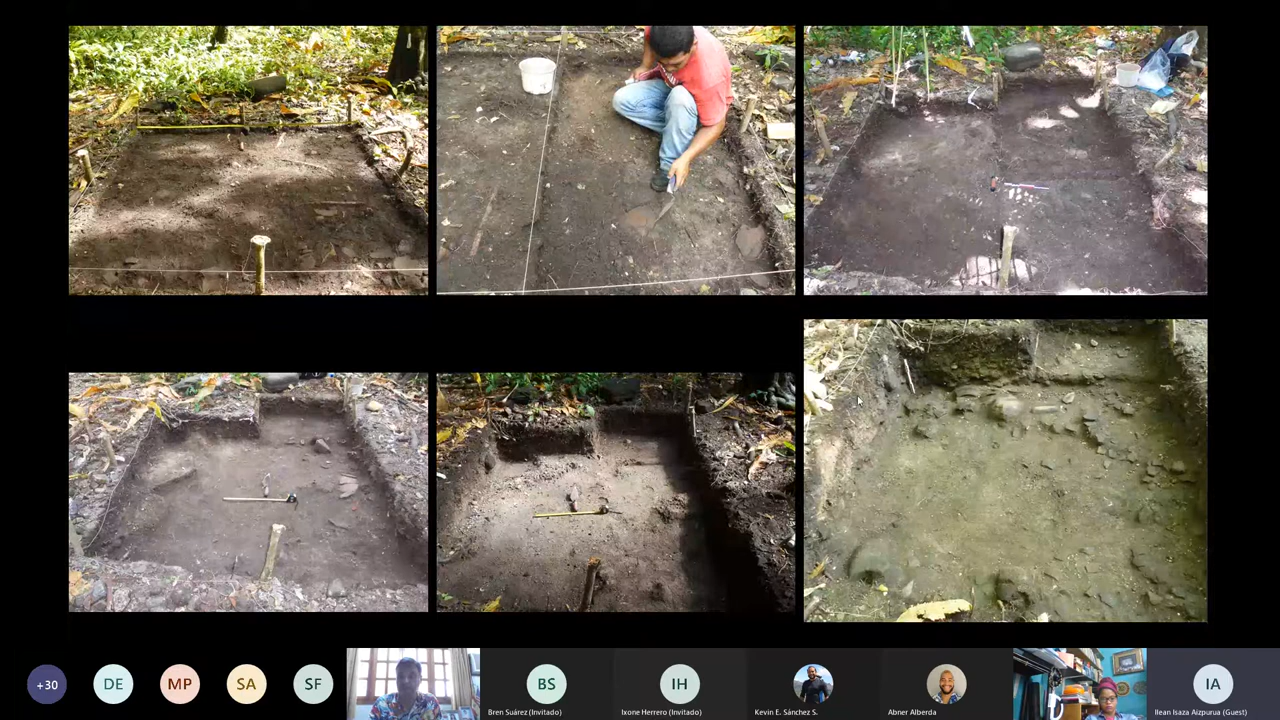 +30
DE
MP
SA
SF
BS
IH
IA
Bren Suárez (Invitado)
Ixone Herrero (Invitado)
Kevin E. Sánchez S.
Abner Alberda
Ilean Isaza Aizpurua (Guest)